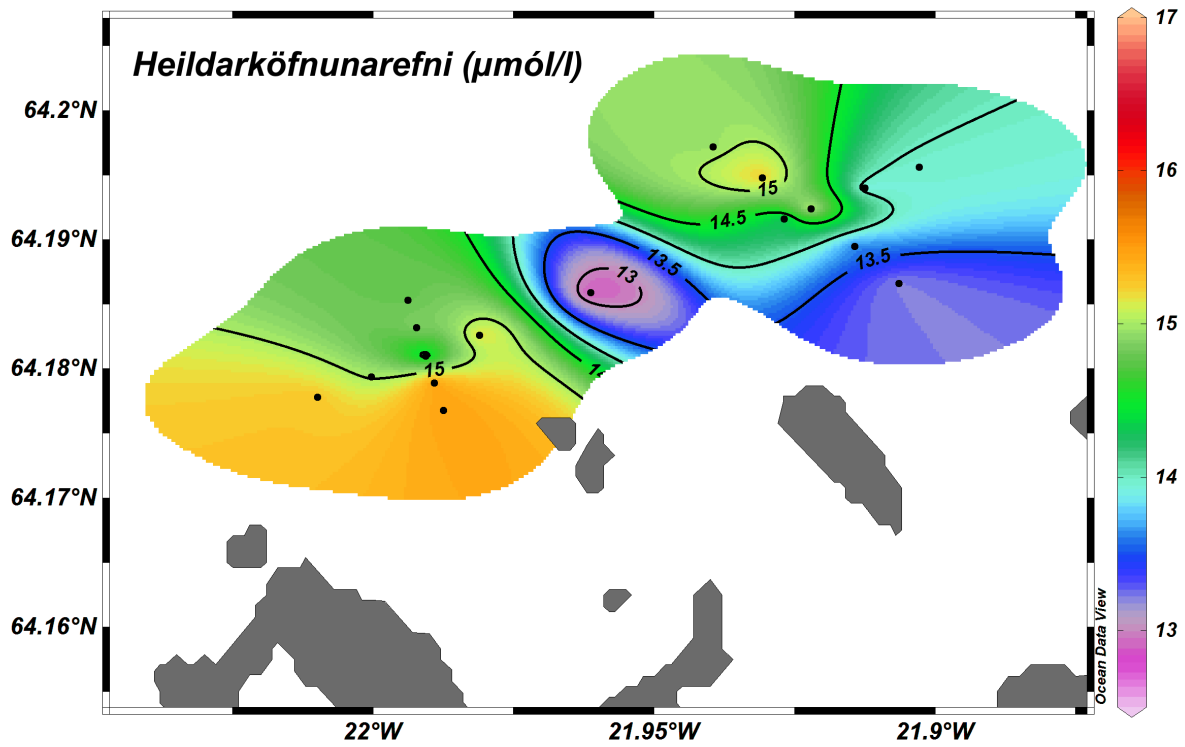 Heildarköfnunarefni (µmól/l)
17
16
15
14
13
64.2°N
64.19°N
64.18°N
64.17°N
64.16°N
22°W
21.95°W
21.9°W
15
14.5
13.5
13
13.5
15
Ocean Data View